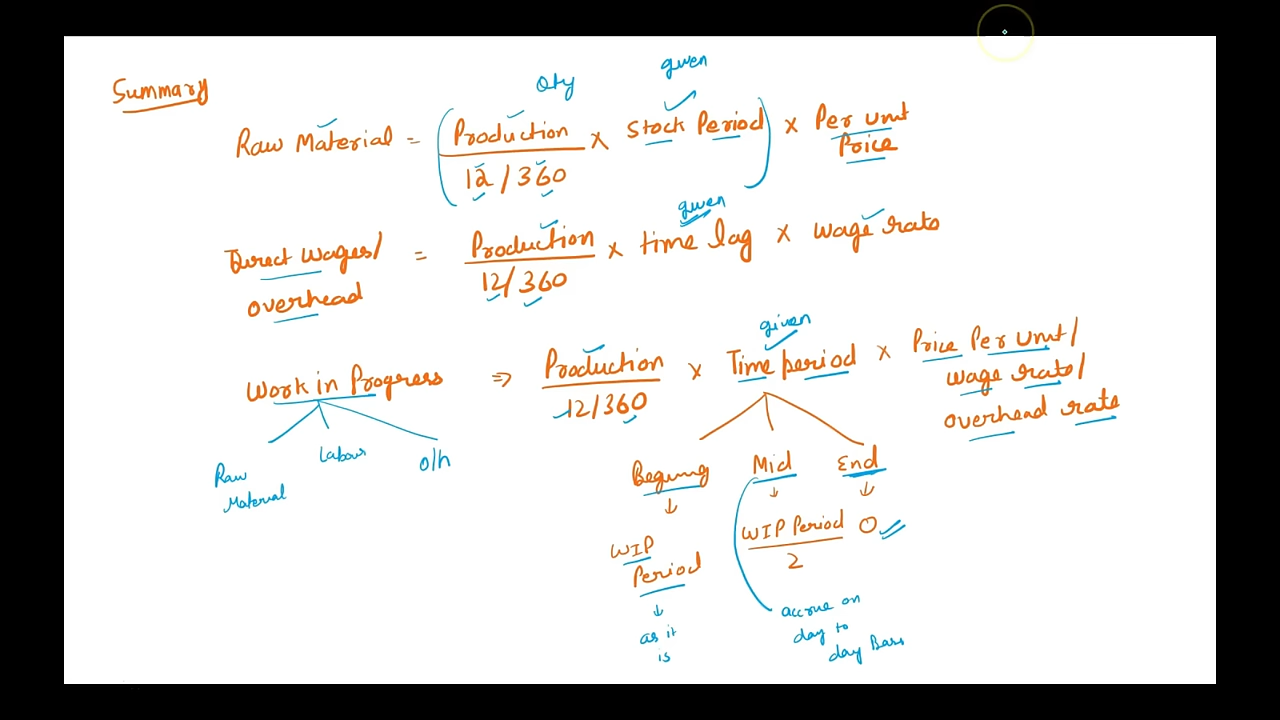 Summary
Qty
given
Raw Material = (Production / 12/360 × Stock Period) × Per unit Price
given
Direct wages/ overhead = Production / 12/360 × time lag × wage rate
given
Work in Progress ⇒ Production / 12/360 × Time period × Price Per unit/
wage rate/
overhead rate
Raw Material
Labour
O/h
Begining
Mid
End
↓
↓
↓
WIP Period
WIP Period / 2
0
↓
as it
is
accrue on
day to
day Basis